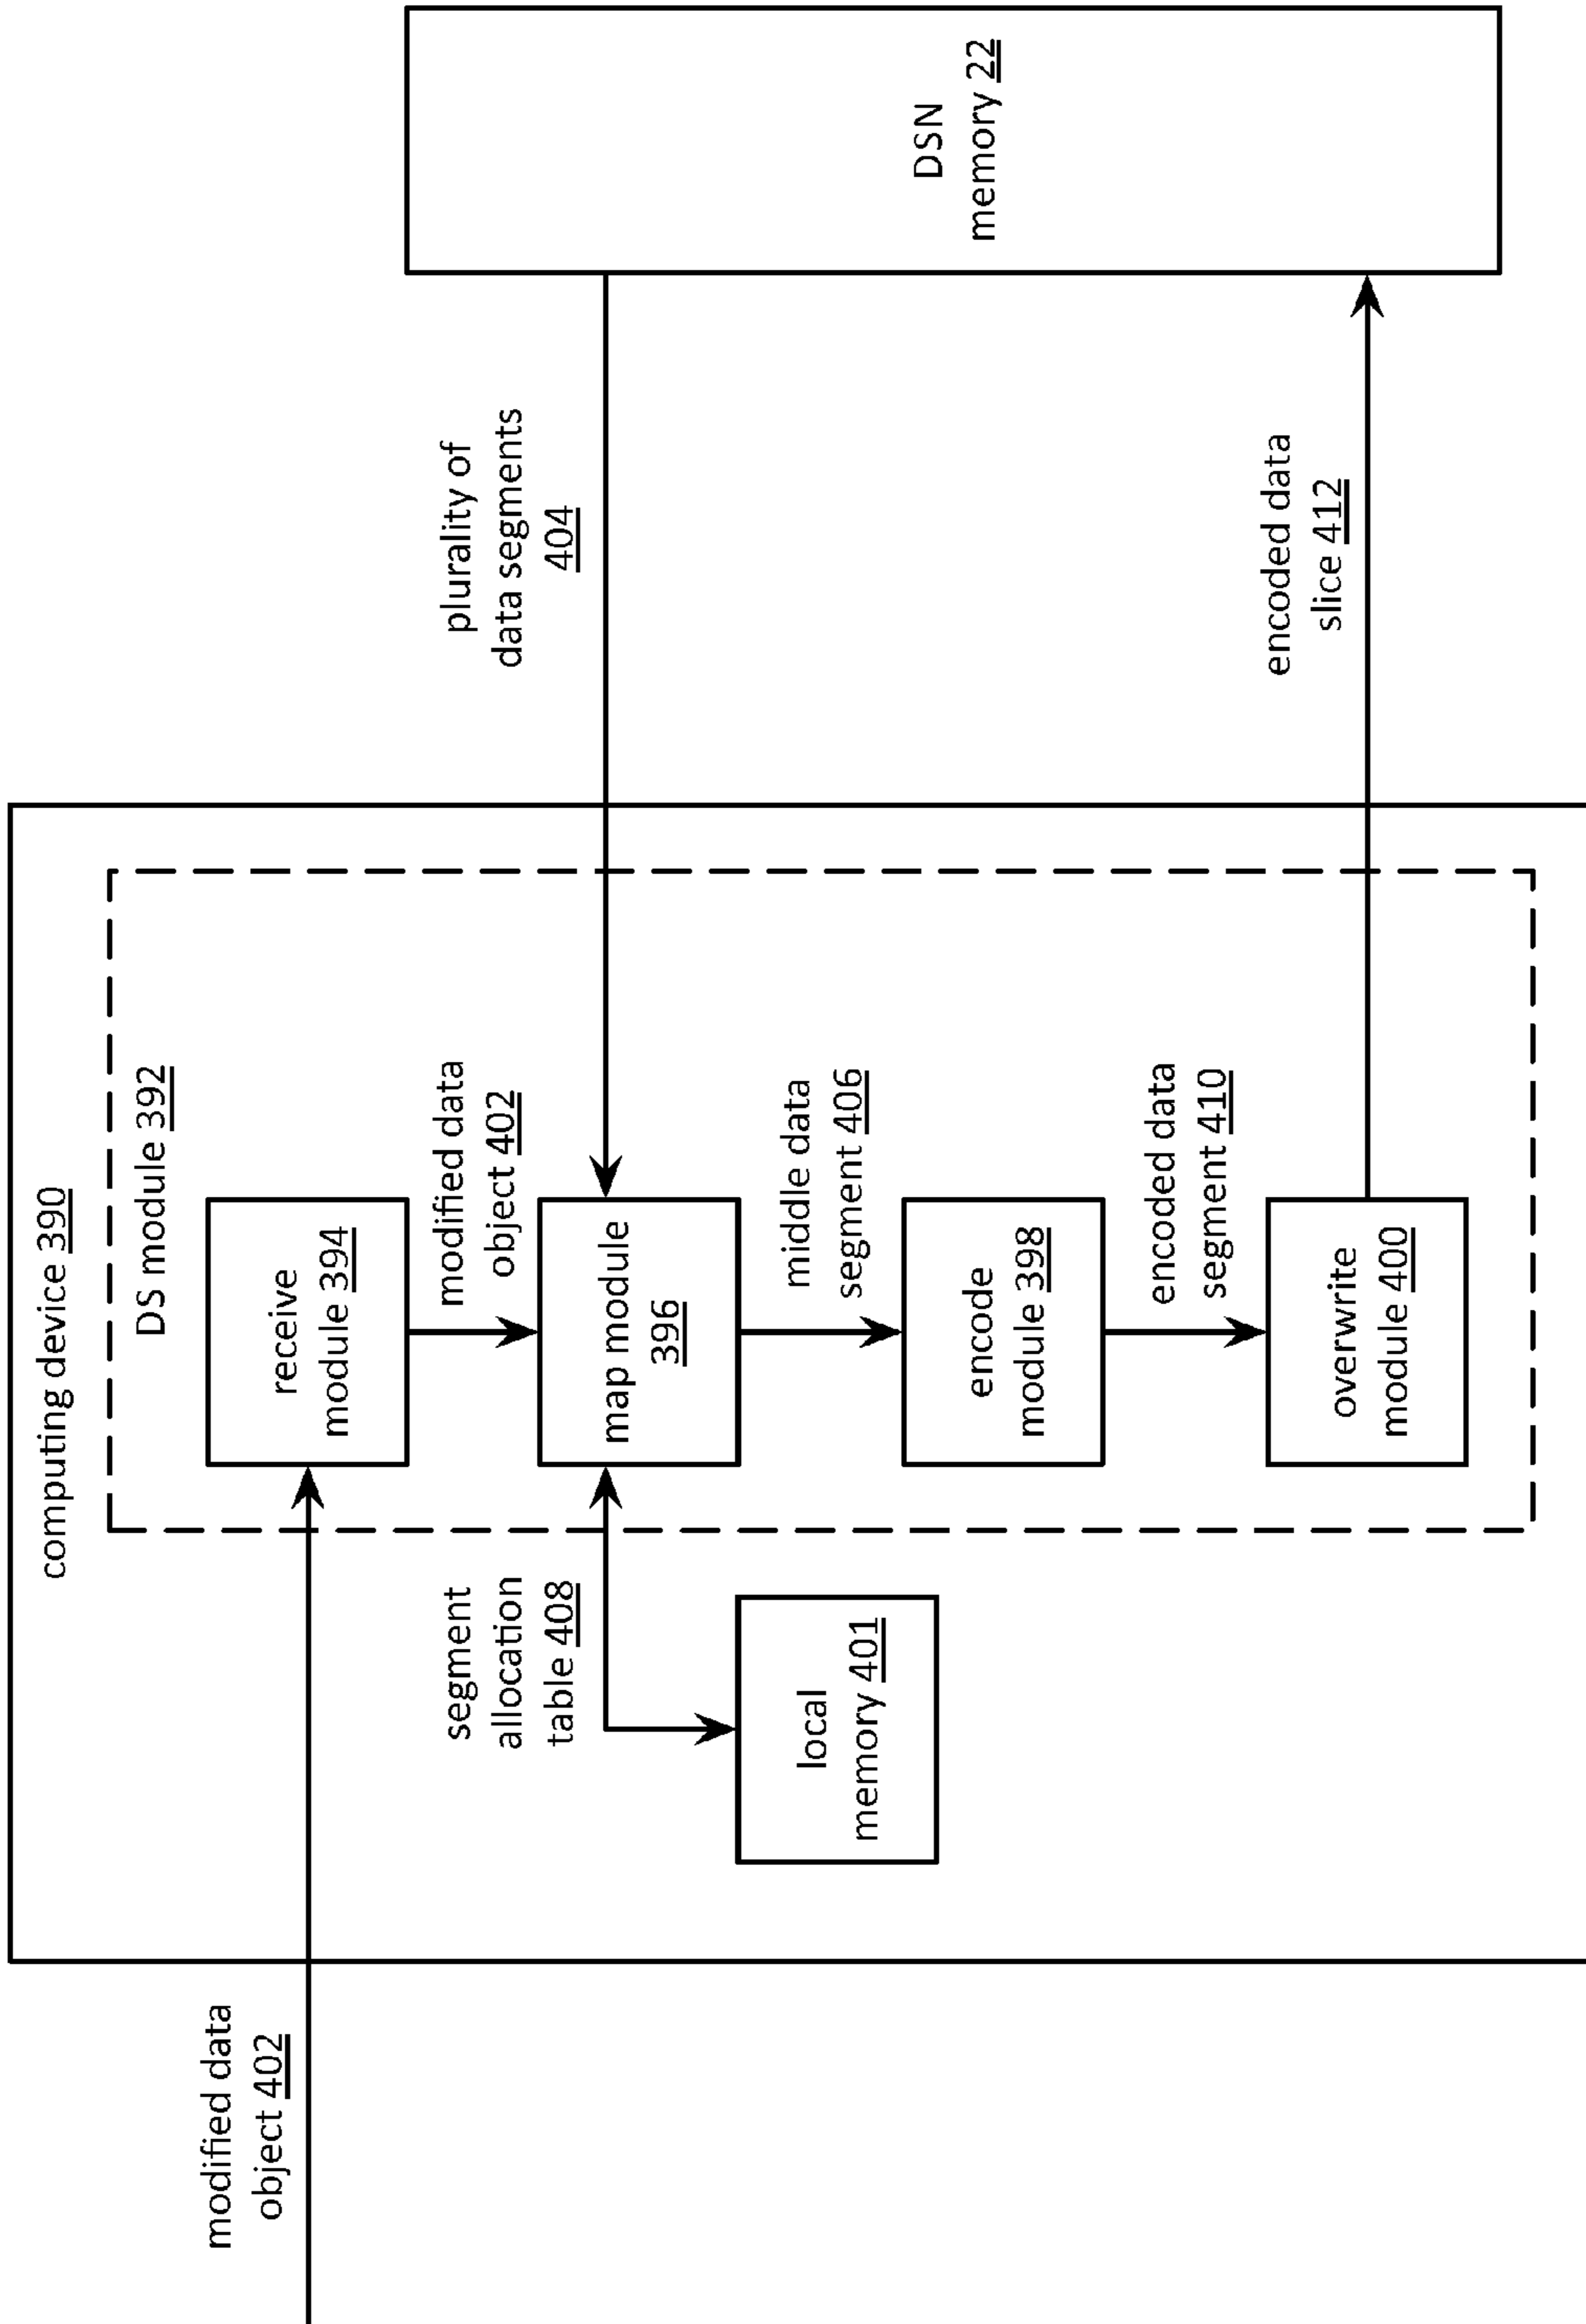 computing device 390
DS module 392
modified data
object 402
receive
module 394
modified data
object 402
segment
allocation
table 408
map module
396
plurality of
data segments
404
DSN
memory 22
local
memory 401
middle data
segment 406
encode
module 398
encoded data
segment 410
overwrite
module 400
encoded data
slice 412